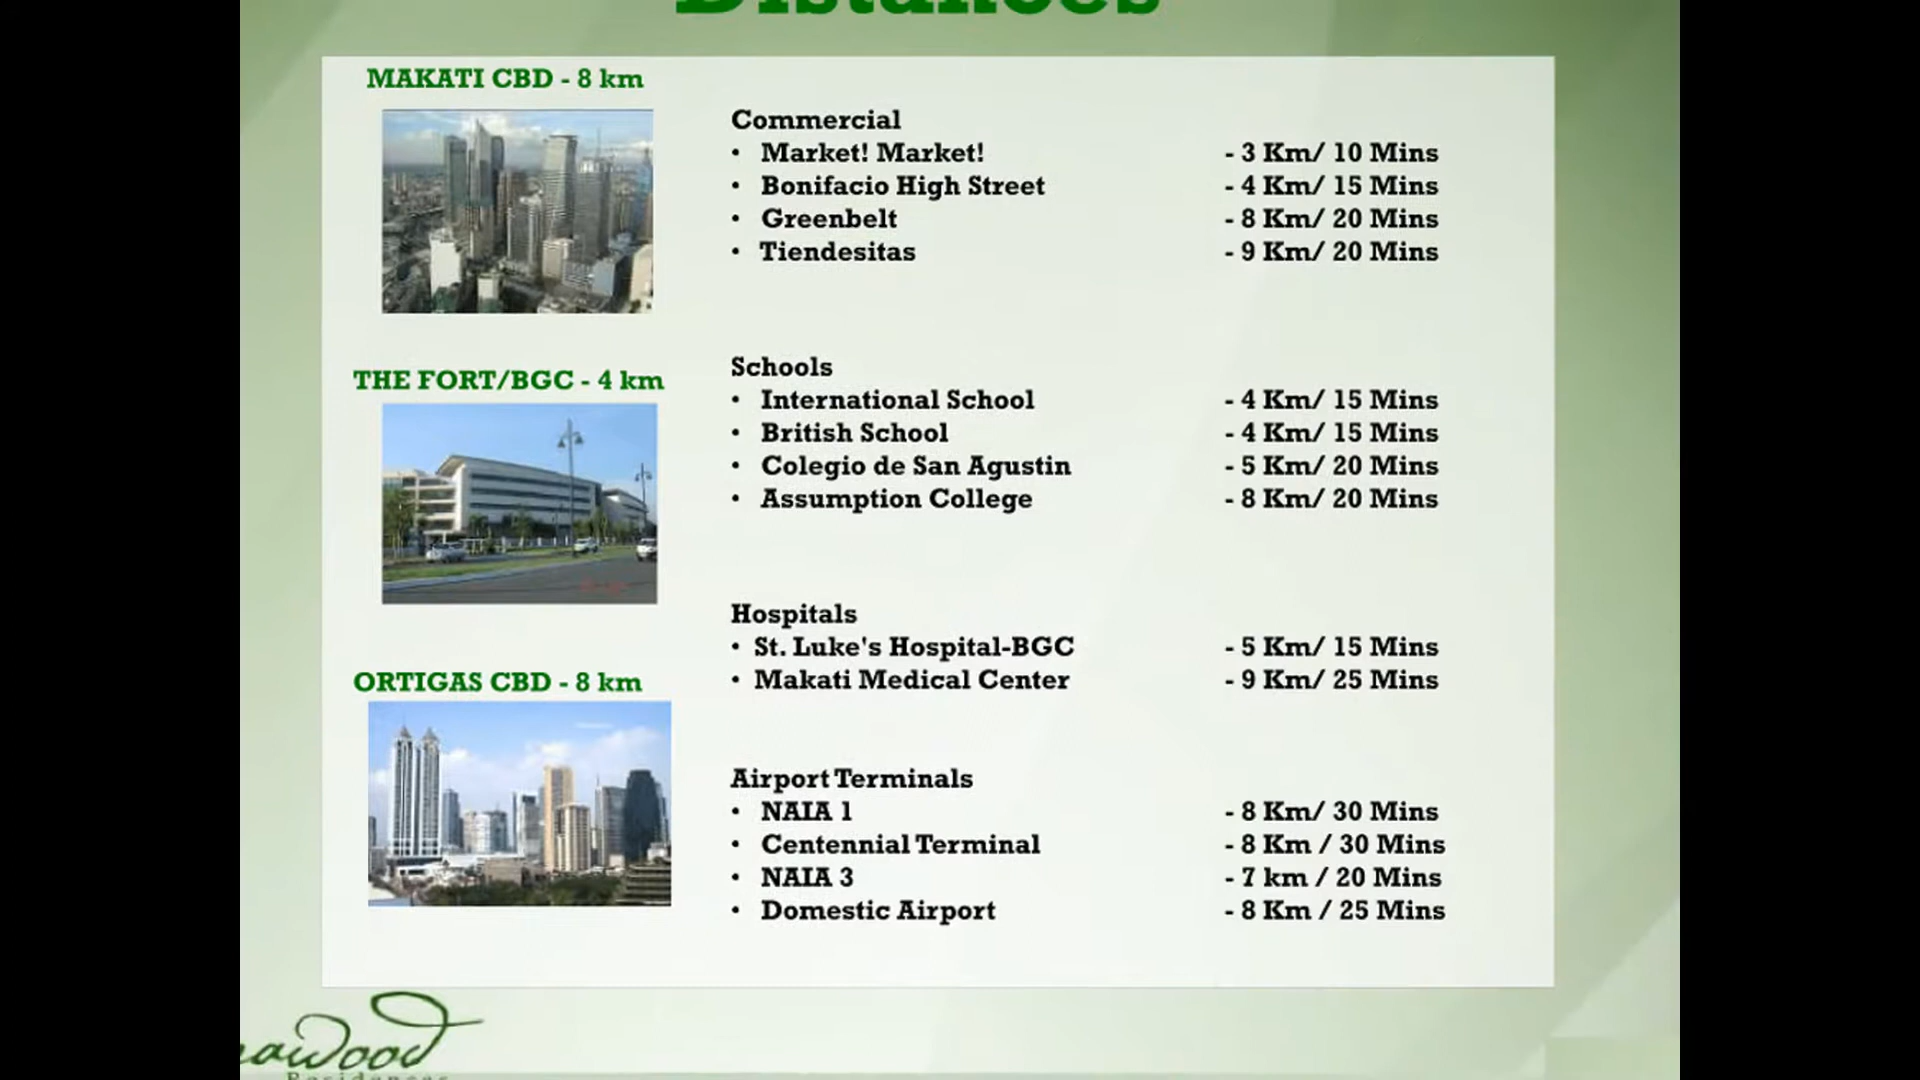 Distances
MAKATI CBD - 8 km
THE FORT/BGC - 4 km
ORTIGAS CBD - 8 km
Commercial
• Market! Market! - 3 Km/ 10 Mins
• Bonifacio High Street - 4 Km/ 15 Mins
• Greenbelt - 8 Km/ 20 Mins
• Tiendesitas - 9 Km/ 20 Mins
Schools
• International School - 4 Km/ 15 Mins
• British School - 4 Km/ 15 Mins
• Colegio de San Agustin - 5 Km/ 20 Mins
• Assumption College - 8 Km/ 20 Mins
Hospitals
• St. Luke's Hospital-BGC - 5 Km/ 15 Mins
• Makati Medical Center - 9 Km/ 25 Mins
Airport Terminals
• NAIA 1 - 8 Km/ 30 Mins
• Centennial Terminal - 8 Km / 30 Mins
• NAIA 3 - 7 km / 20 Mins
• Domestic Airport - 8 Km / 25 Mins
Residences